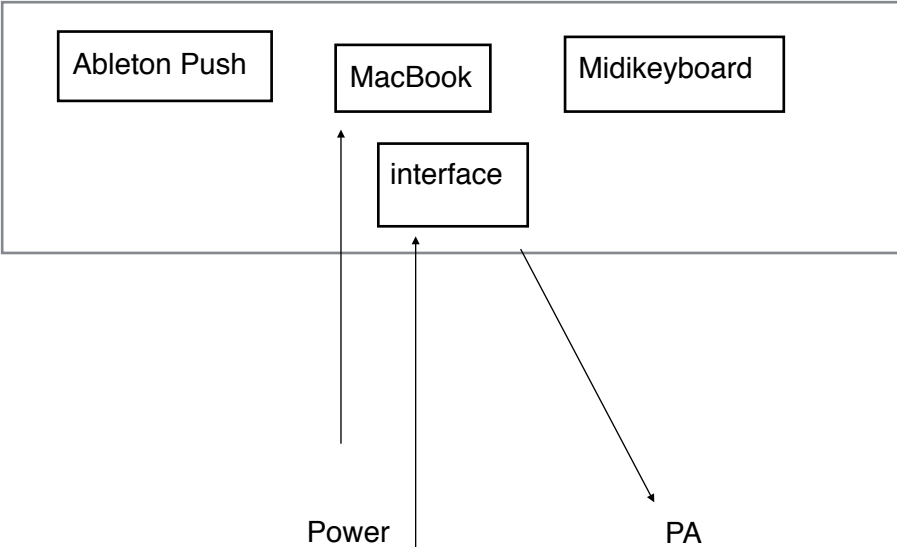 Ableton Push
MacBook
Midikeyboard
interface
Power
PA